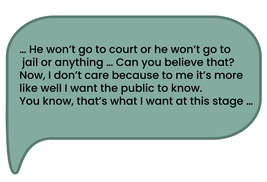 … He won’t go to court or he won’t go to
jail or anything … Can you believe that?
Now, I don’t care because to me it’s more
like well I want the public to know.
You know, that’s what I want at this stage …